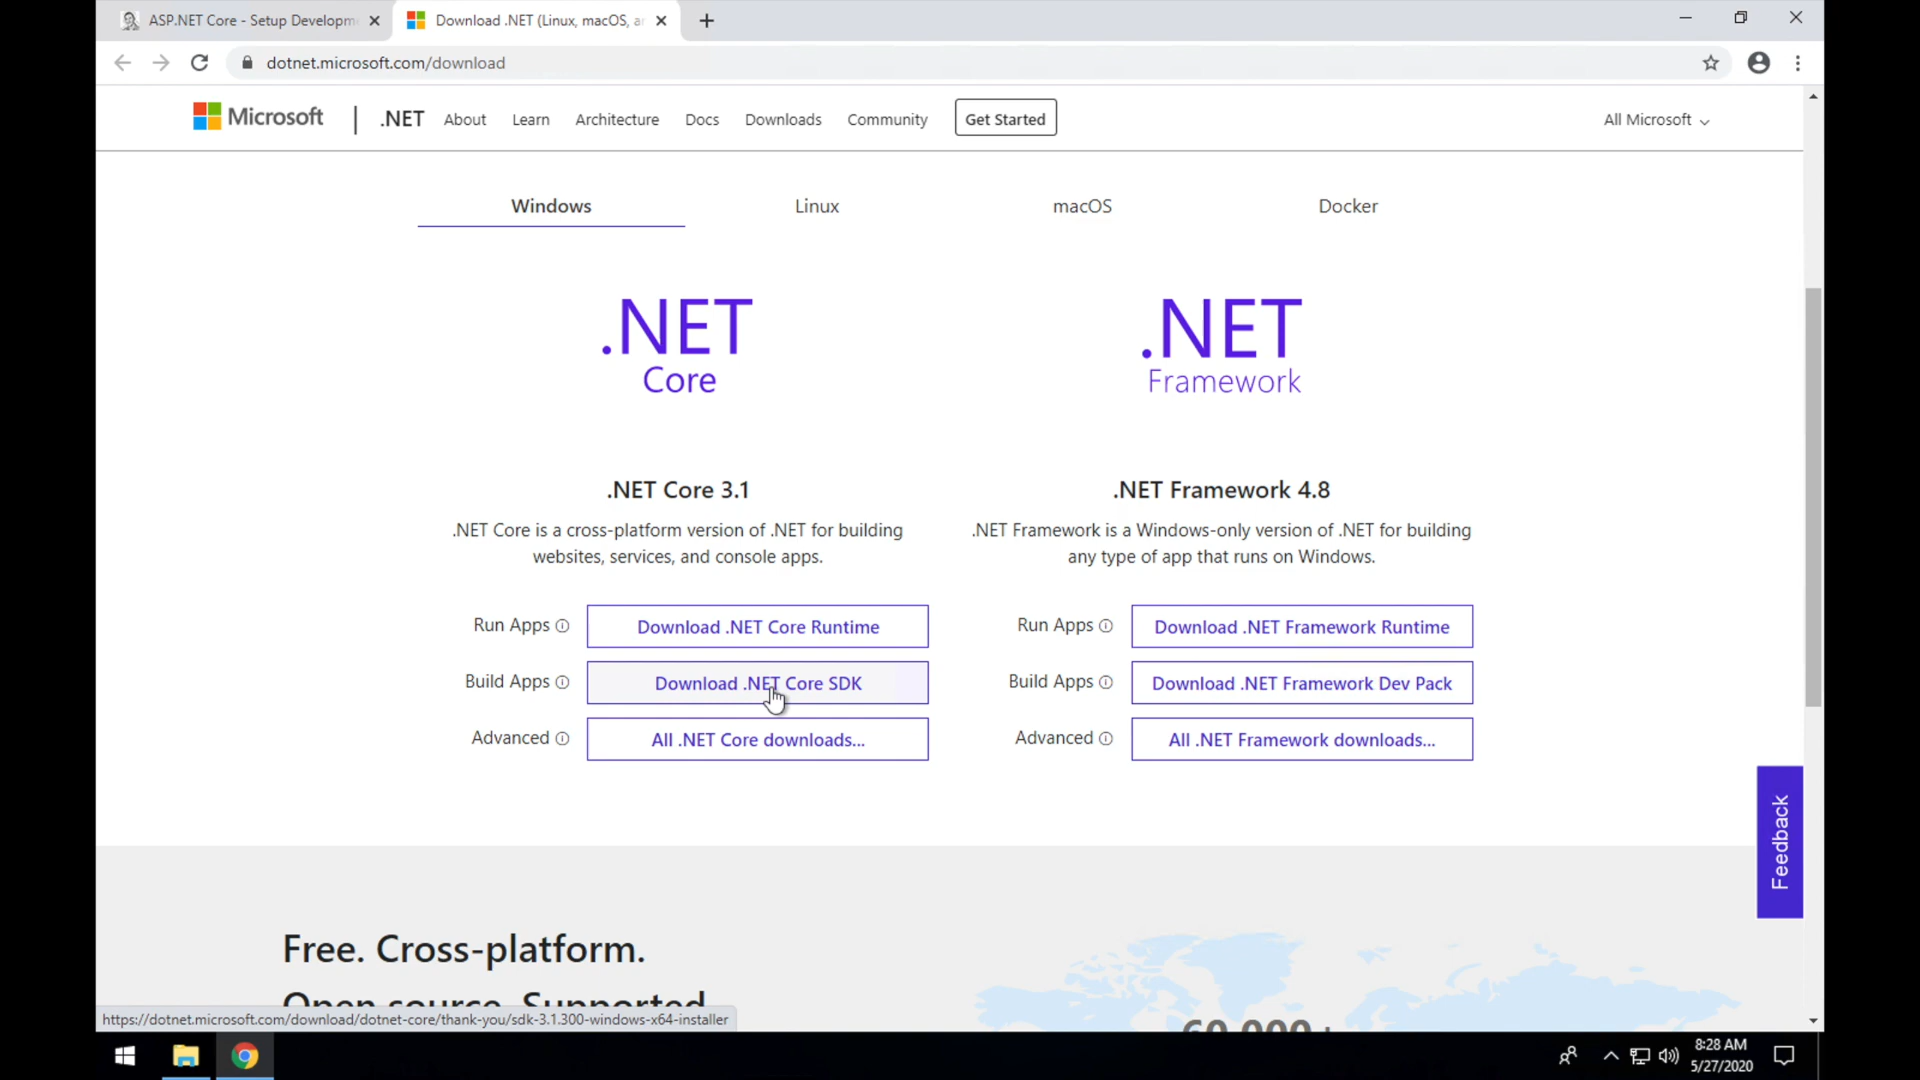 ASP.NET Core - Setup Developm
Download .NET (Linux, macOS, a
dotnet.microsoft.com/download
Microsoft | .NET About Learn Architecture Docs Downloads Community Get Started All Microsoft
Windows Linux macOS Docker
.NET
Core
.NET
Framework
.NET Core 3.1
.NET Core is a cross-platform version of .NET for building
websites, services, and console apps.
Run Apps Download .NET Core Runtime
Build Apps Download .NET Core SDK
Advanced All .NET Core downloads...
.NET Framework 4.8
.NET Framework is a Windows-only version of .NET for building
any type of app that runs on Windows.
Run Apps Download .NET Framework Runtime
Build Apps Download .NET Framework Dev Pack
Advanced All .NET Framework downloads...
Feedback
Free. Cross-platform.
Open source. Supported
60,000+
https://dotnet.microsoft.com/download/dotnet-core/thank-you/sdk-3.1.300-windows-x64-installer
8:28 AM
5/27/2020